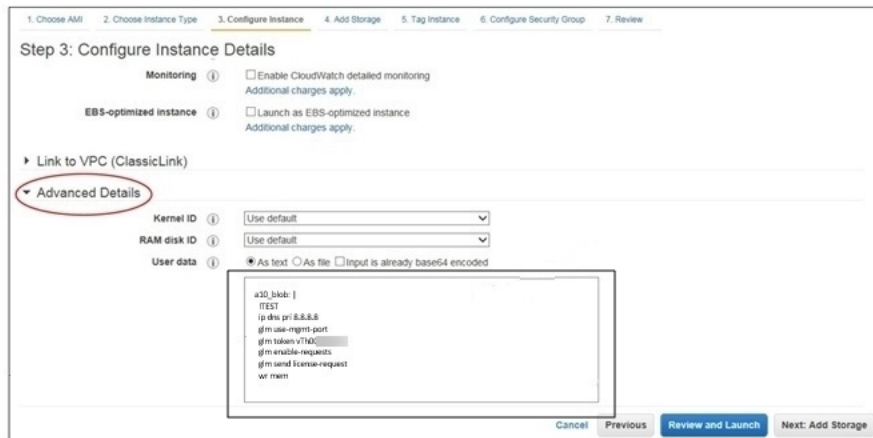 1. Choose AMI 2. Choose Instance Type 3. Configure Instance 4. Add Storage 5. Tag Instance 6. Configure Security Group 7. Review
Step 3: Configure Instance Details
Monitoring Enable CloudWatch detailed monitoring
Additional charges apply.
EBS-optimized instance Launch as EBS-optimized instance
Additional charges apply.
Link to VPC (ClassicLink)
Advanced Details
Kernel ID Use default
RAM disk ID Use default
User data As text As file Input is already base64 encoded
a10_blob: |
!TEST
ip dns pri 8.8.8.8
glm use-mgmt-port
glm token
glm enable-requests
glm send license-request
wr mem
Cancel Previous Review and Launch Next: Add Storage